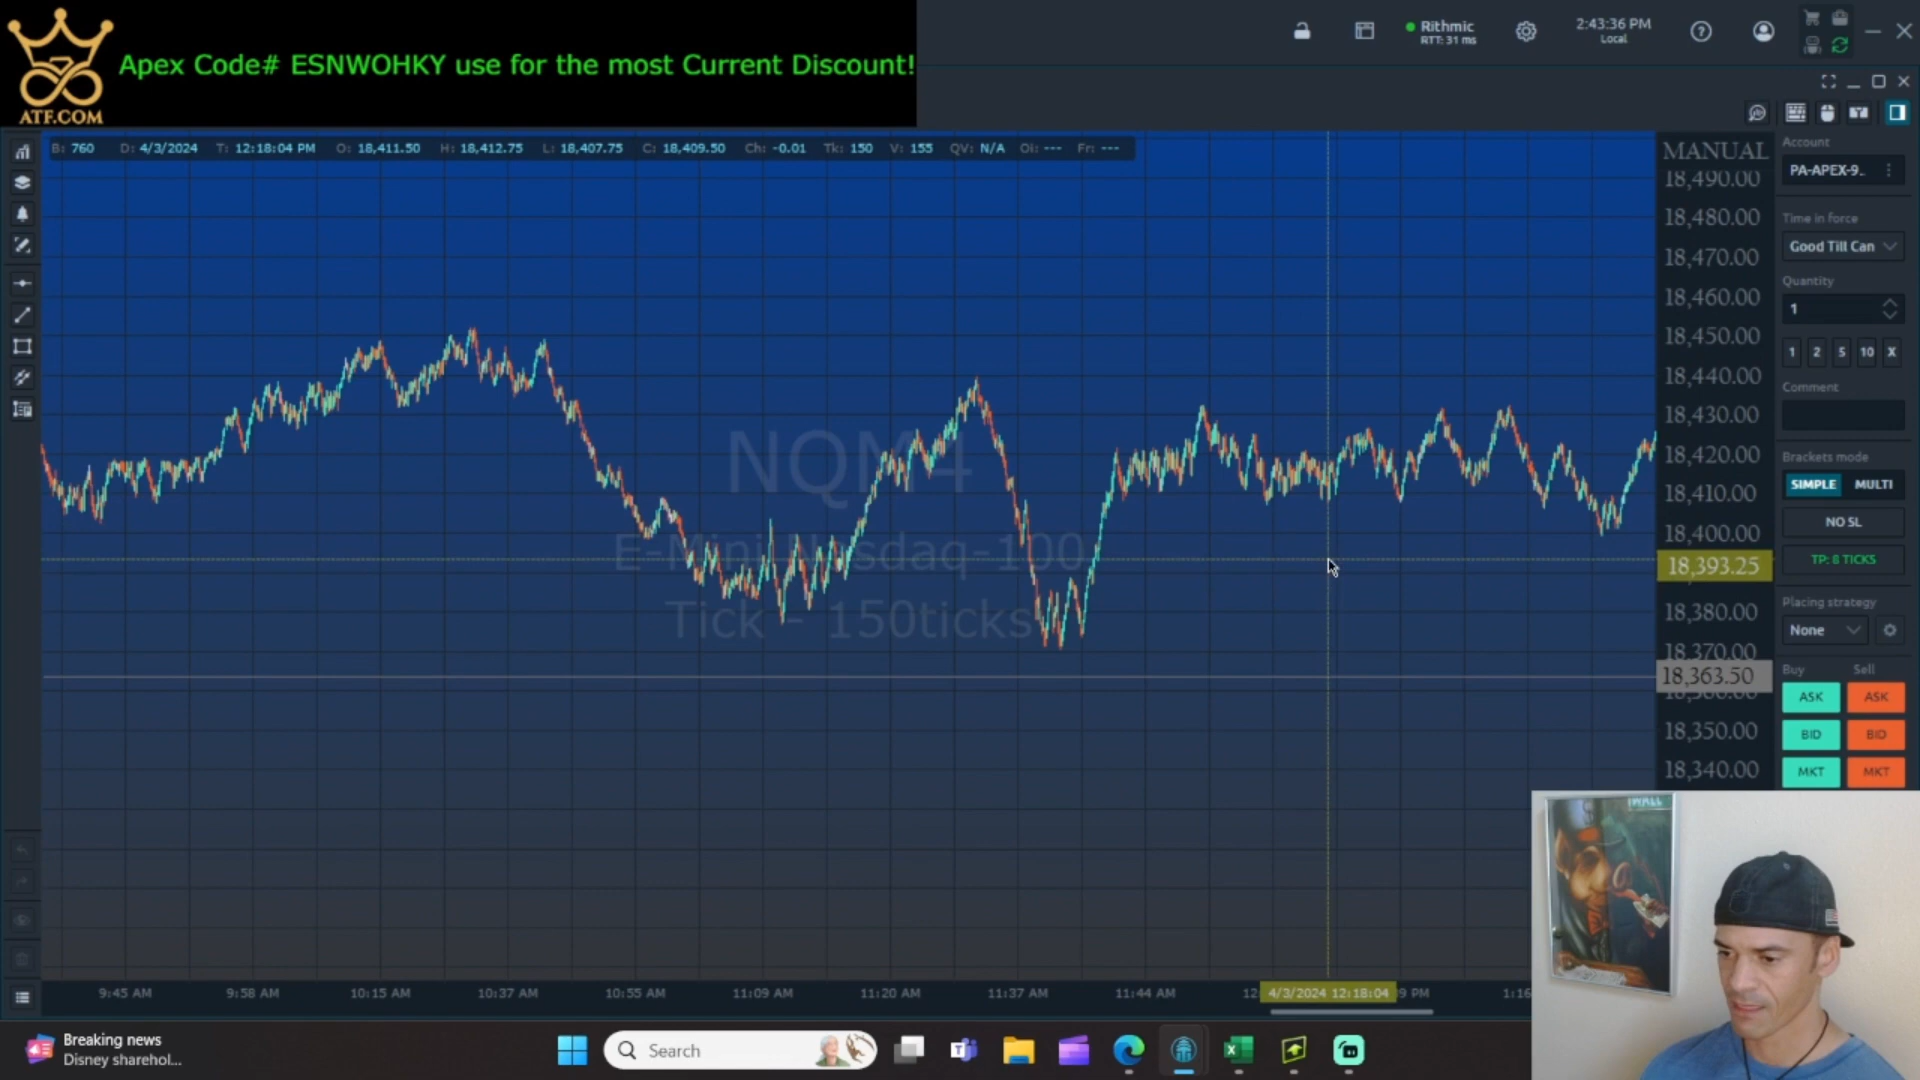 ATF.COM
Apex Code# ESNWOHKY use for the most Current Discount!
Rithmic
RTT: 31 ms
2:43:36 PM
Local
B: 760 D: 4/3/2024 T: 12:18:04 PM O: 18,411.50 H: 18,412.75 L: 18,407.75 C: 18,409.50 Ch: -0.01 Tk: 150 V: 155 QV: N/A Oi: --- Fr: ---
MANUAL
18,490.00
18,480.00
18,470.00
18,460.00
18,450.00
18,440.00
18,430.00
18,420.00
18,410.00
18,400.00
18,393.25
18,380.00
18,370.00
18,363.50
18,360.00
18,350.00
18,340.00
NQM4
E-Mini Nasdaq-100
Tick - 150ticks
Account
PA-APEX-9..
Time in force
Good Till Can
Quantity
1
1 2 5 10 X
Comment
Brackets mode
SIMPLE MULTI
NO SL
TP: 8 TICKS
Placing strategy
None
Buy Sell
ASK ASK
BID BID
MKT MKT
9:45 AM 9:58 AM 10:15 AM 10:37 AM 10:55 AM 11:09 AM 11:20 AM 11:37 AM 11:44 AM 12: 4/3/2024 12:18:04 9 PM 1:16
Breaking news
Disney sharehol...
Search